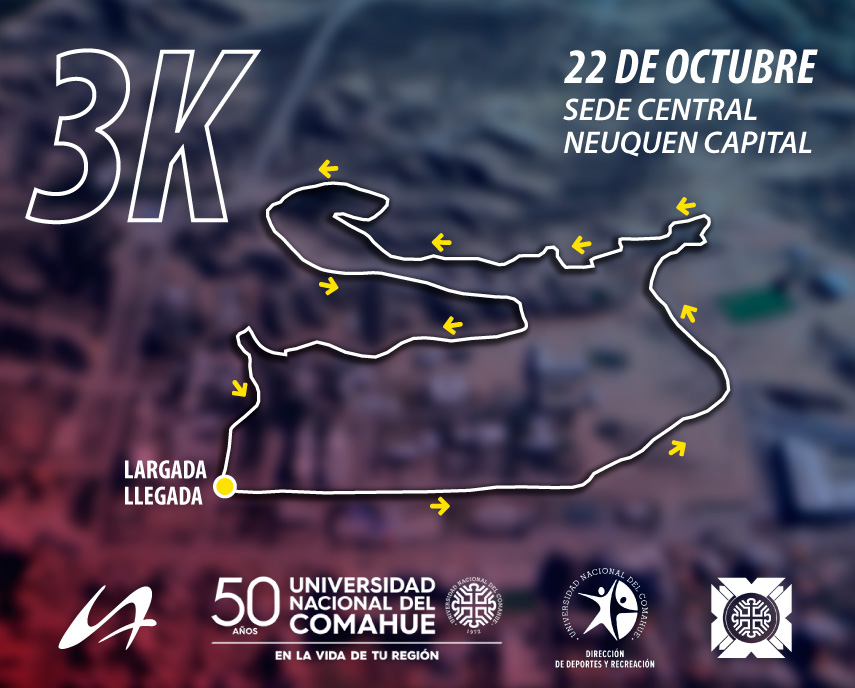 3K
22 DE OCTUBRE
SEDE CENTRAL
NEUQUEN CAPITAL
LARGADA
LLEGADA
50
AÑOS
UNIVERSIDAD
NACIONAL DEL
COMAHUE
EN LA VIDA DE TU REGIÓN
UNIVERSIDAD NACIONAL DEL COMAHUE
1972
UNIVERSIDAD NACIONAL DEL COMAHUE
DIRECCIÓN
DE DEPORTES Y RECREACIÓN